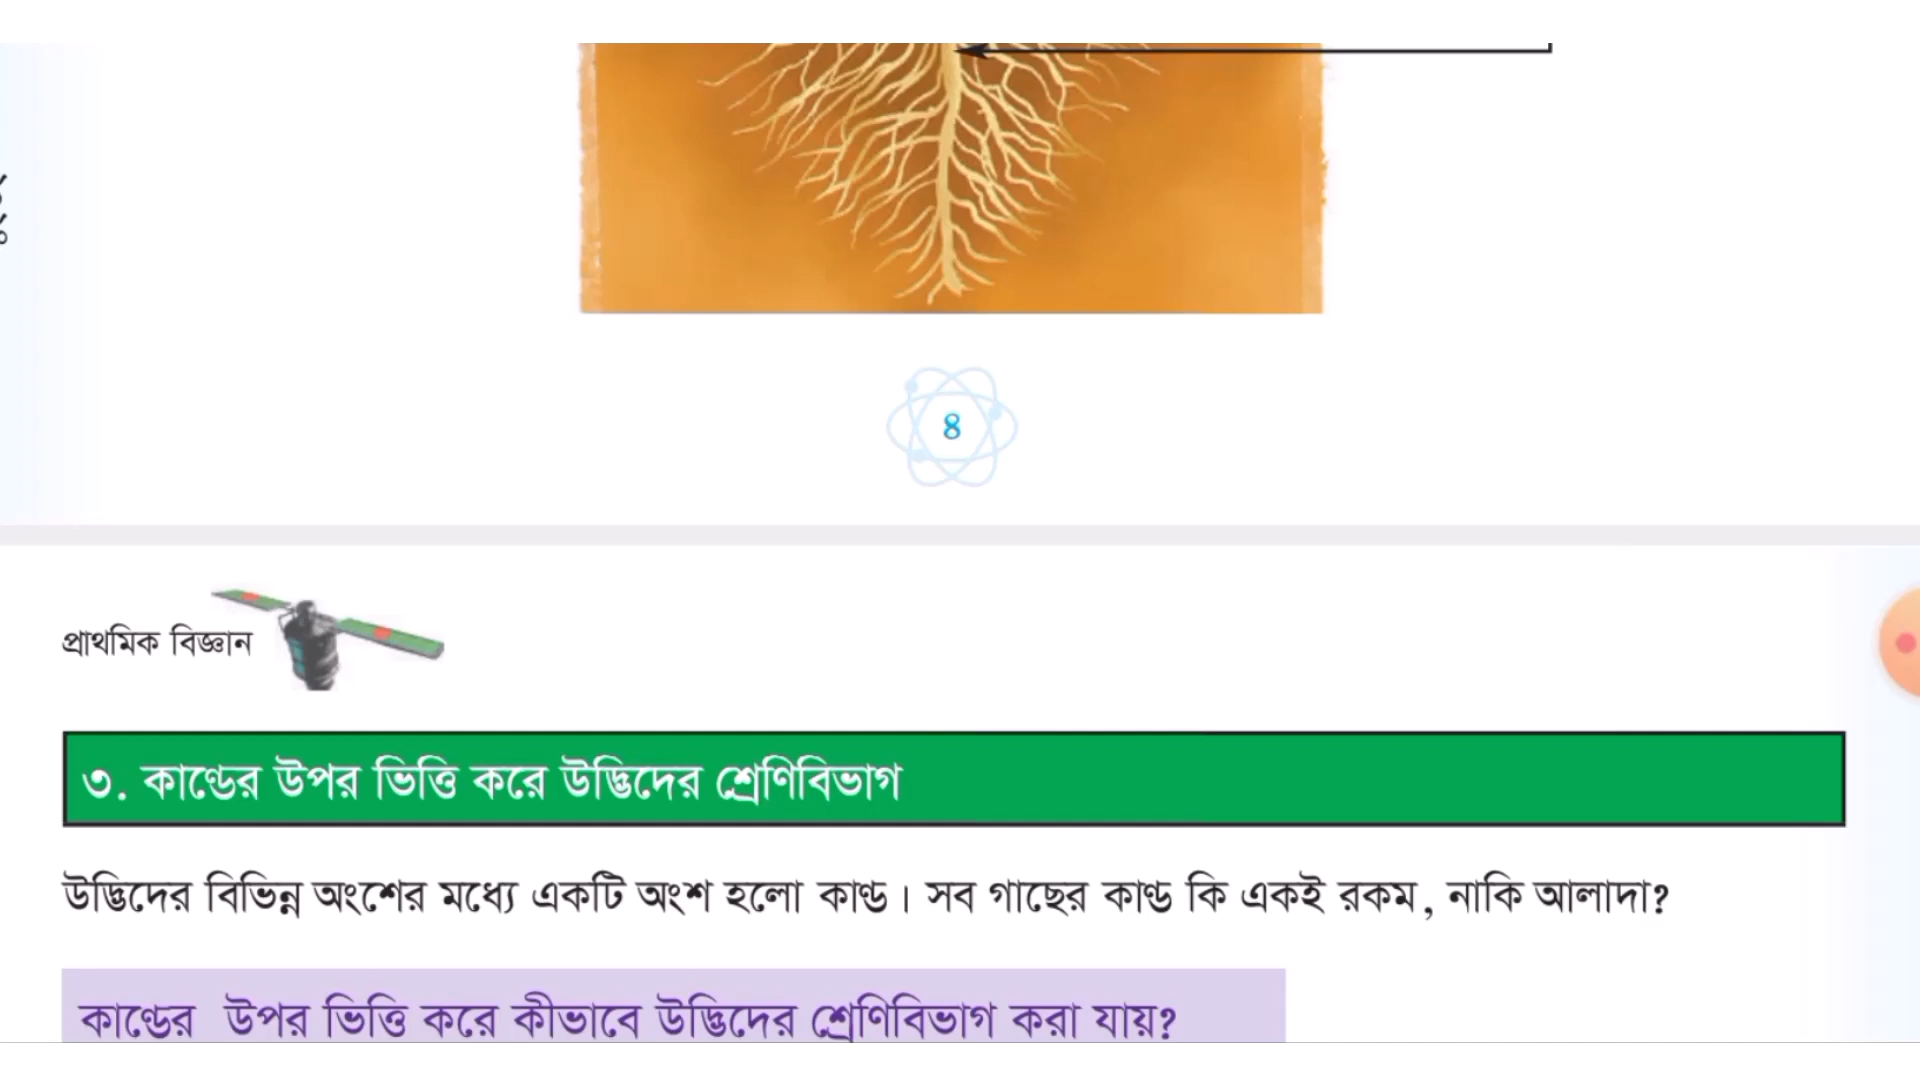 ৪
প্রাথমিক বিজ্ঞান
৩. কাণ্ডের উপর ভিত্তি করে উদ্ভিদের শ্রেণিবিভাগ
উদ্ভিদের বিভিন্ন অংশের মধ্যে একটি অংশ হলো কাণ্ড। সব গাছের কাণ্ড কি একই রকম, নাকি আলাদা?
কাণ্ডের উপর ভিত্তি করে কীভাবে উদ্ভিদের শ্রেণিবিভাগ করা যায়?